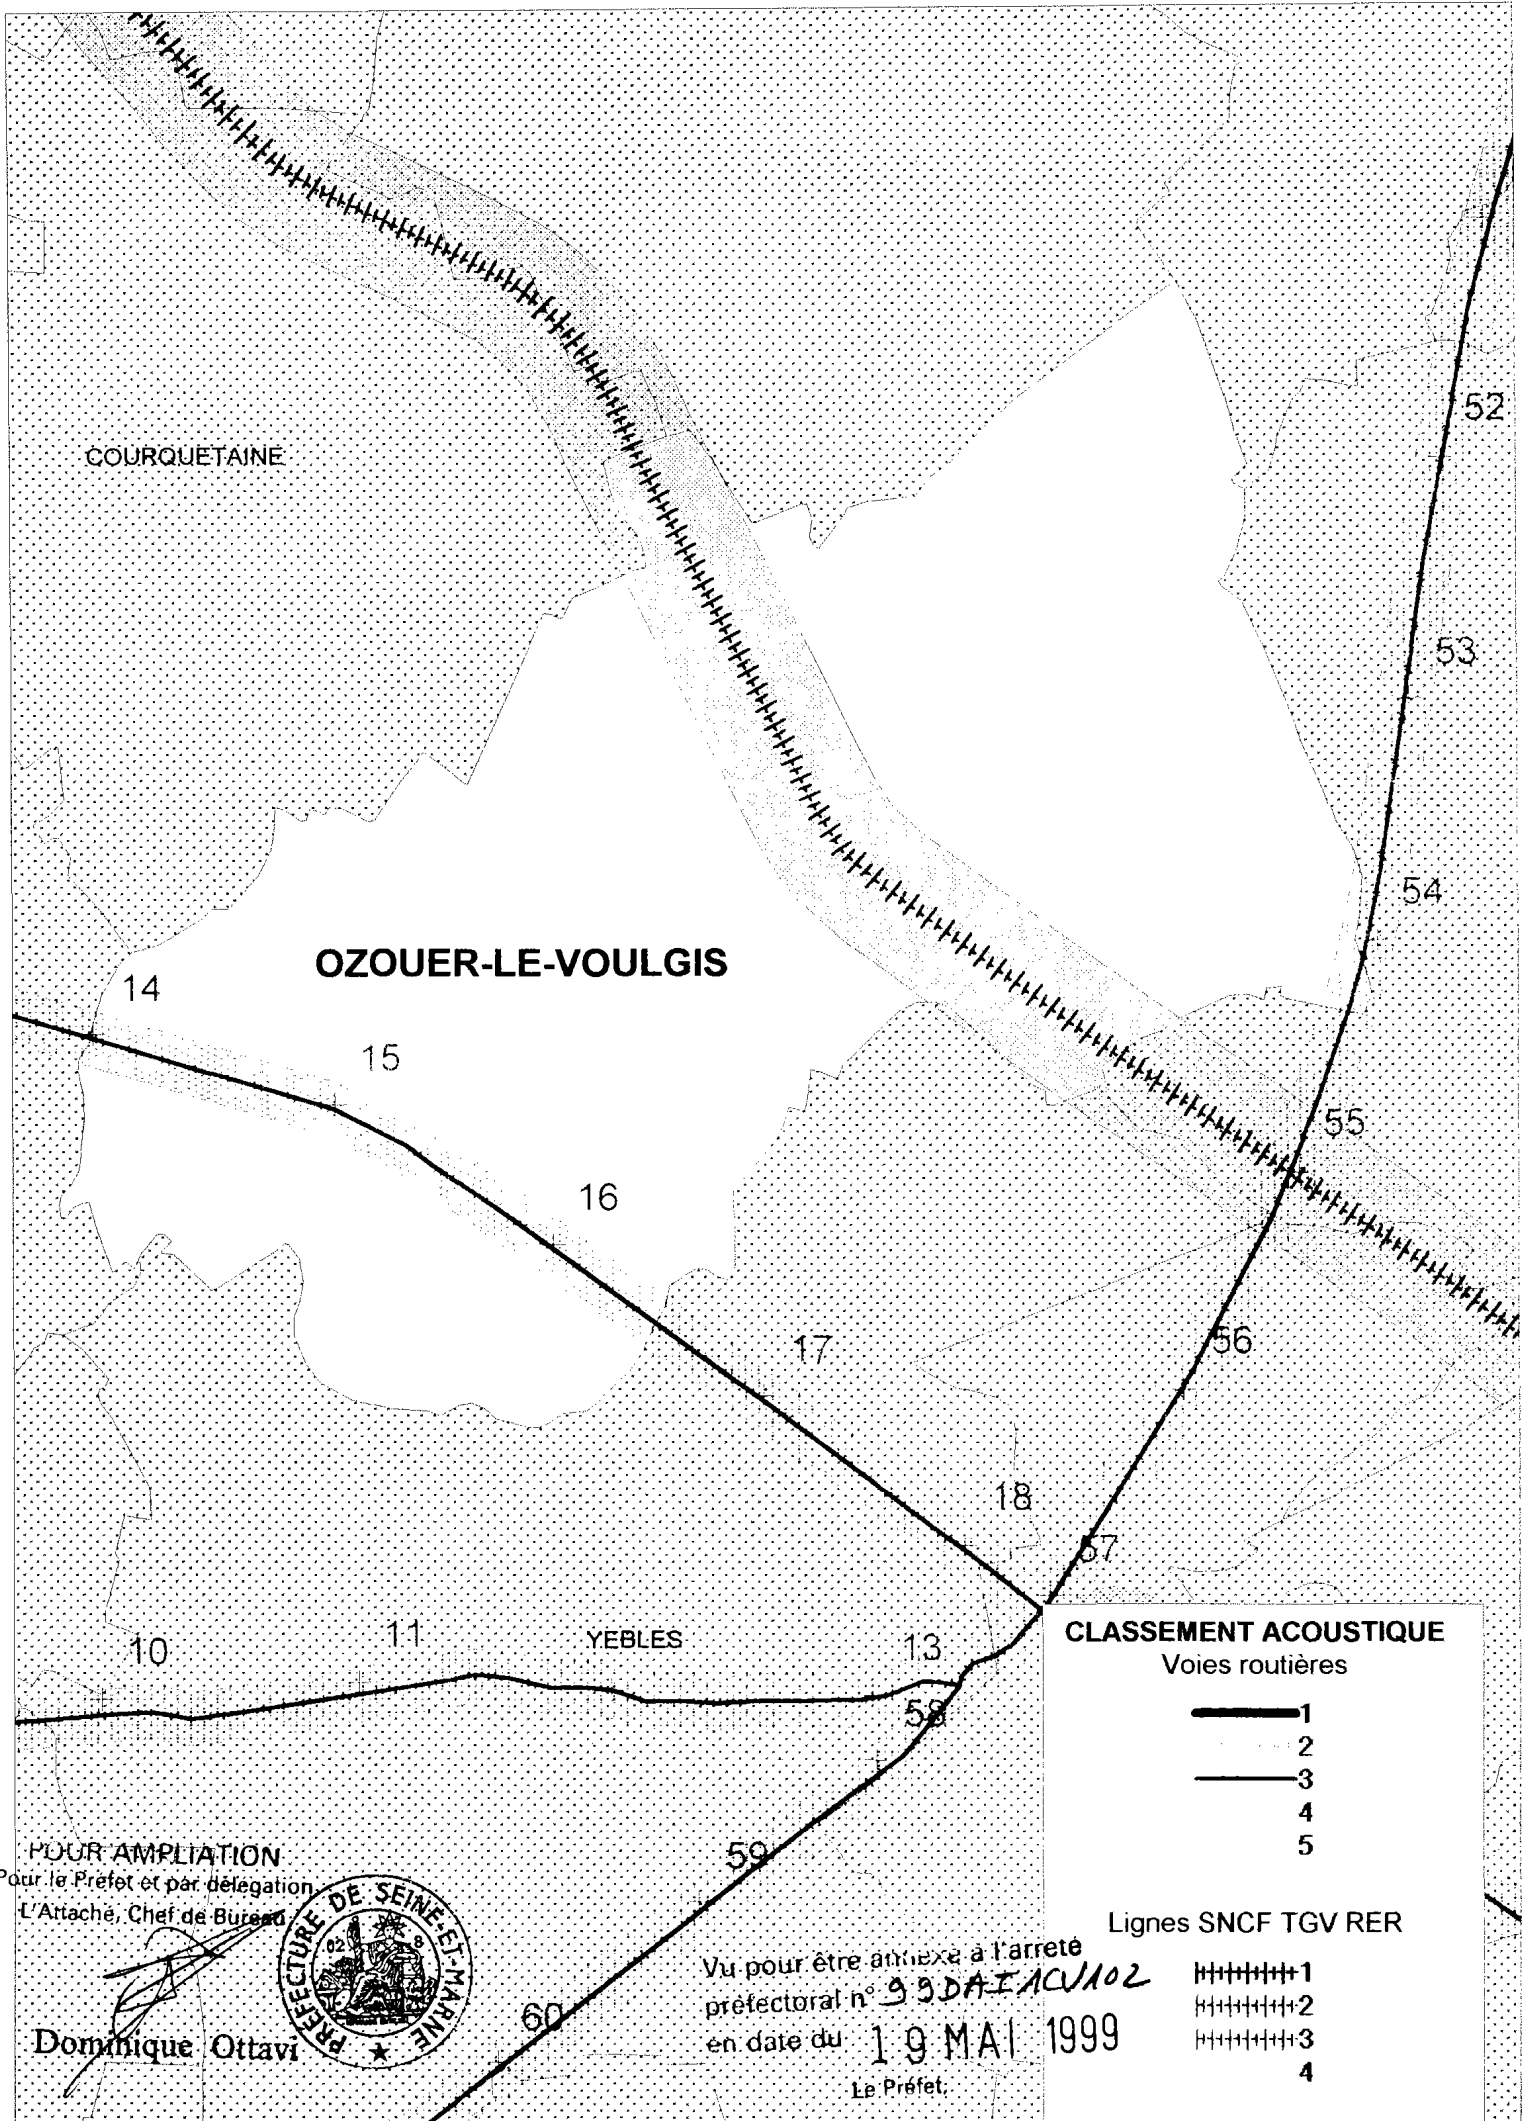 52
COURQUETAINE
53
54
OZOUER-LE-VOULGIS
14
15
55
16
17
56
18
57
10
11
YEBLES
13
58
CLASSEMENT ACOUSTIQUE
Voies routières
1
2
3
4
5
59
POUR AMPLIATION
Pour le Préfet et par délégation
L'Attaché, Chef de Bureau
PREFECTURE DE SEINE-ET-MARNE
Dominique Ottavi
60
Vu pour être annexé à l'arrêté
préfectoral n° 99DAI1CV102
en date du 19 MAI 1999
Le Préfet,
Lignes SNCF TGV RER
1
2
3
4